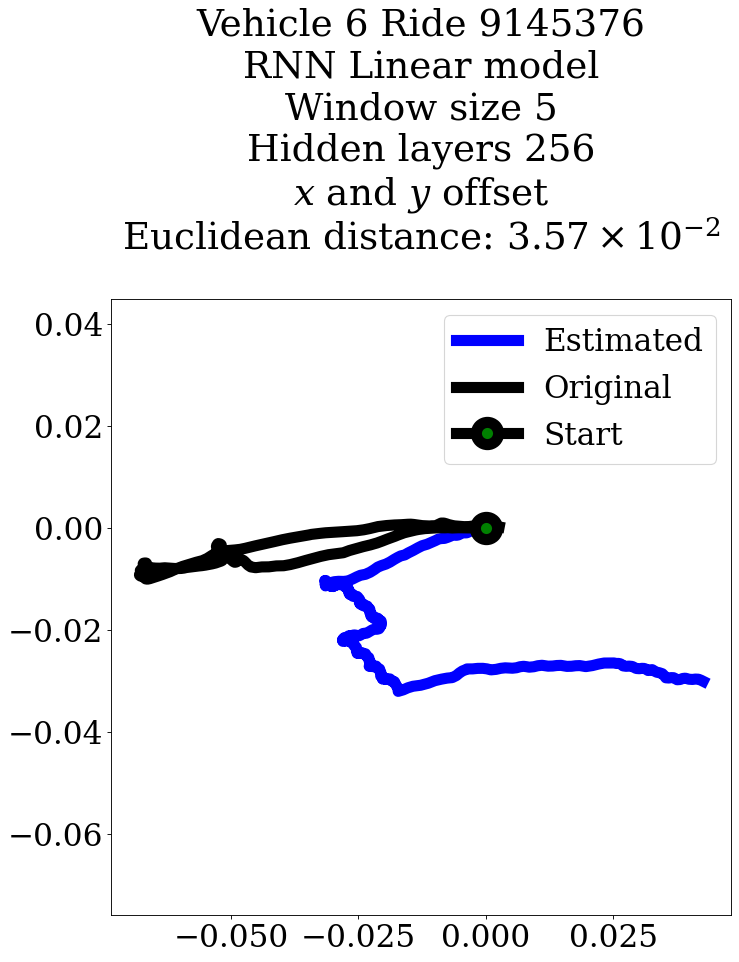 Vehicle 6 Ride 9145376
RNN Linear model
Window size 5
Hidden layers 256
x and y offset
Euclidean distance: 3.57 × 10⁻²
Estimated
Original
Start
0.04
0.02
0.00
−0.02
−0.04
−0.06
−0.050 −0.025 0.000 0.025